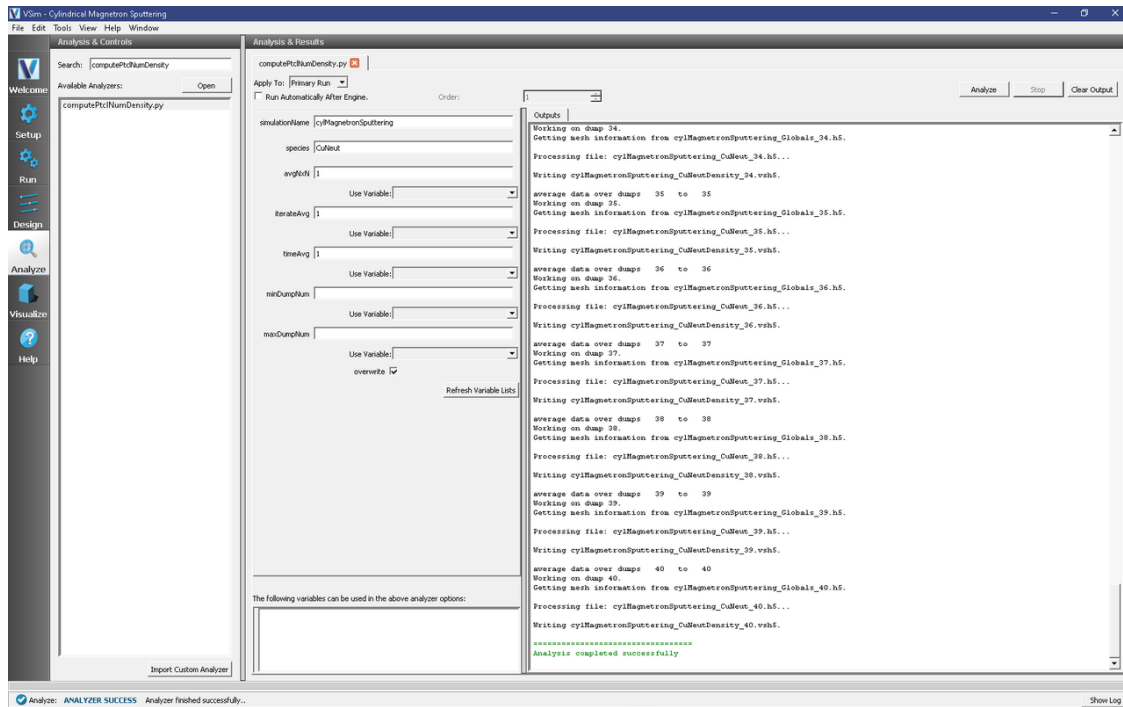 VSim - Cylindrical Magnetron Sputtering
File Edit Tools View Help Window
Analysis & Controls
Analysis & Results
Welcome
Setup
Run
Design
Analyze
Visualize
Help
Search: computePtclNumDensity
Available Analyzers: Open
computePtclNumDensity.py
Import Custom Analyzer
computePtclNumDensity.py
Apply To: Primary Run
Run Automatically After Engine. Order: 1
Analyze Stop Clear Output
simulationName cylMagnetronSputtering
species CuNeut
avgNxN 1
Use Variable:
iterateAvg 1
Use Variable:
timeAvg 1
Use Variable:
minDumpNum
Use Variable:
maxDumpNum
Use Variable:
overwrite
Refresh Variable Lists
The following variables can be used in the above analyzer options:
Outputs
Working on dump 34.
Getting mesh information from cylMagnetronSputtering_Globals_34.h5.
Processing file: cylMagnetronSputtering_CuNeut_34.h5...
Writing cylMagnetronSputtering_CuNeutDensity_34.vsh5.
average data over dumps 35 to 35
Working on dump 35.
Getting mesh information from cylMagnetronSputtering_Globals_35.h5.
Processing file: cylMagnetronSputtering_CuNeut_35.h5...
Writing cylMagnetronSputtering_CuNeutDensity_35.vsh5.
average data over dumps 36 to 36
Working on dump 36.
Getting mesh information from cylMagnetronSputtering_Globals_36.h5.
Processing file: cylMagnetronSputtering_CuNeut_36.h5...
Writing cylMagnetronSputtering_CuNeutDensity_36.vsh5.
average data over dumps 37 to 37
Working on dump 37.
Getting mesh information from cylMagnetronSputtering_Globals_37.h5.
Processing file: cylMagnetronSputtering_CuNeut_37.h5...
Writing cylMagnetronSputtering_CuNeutDensity_37.vsh5.
average data over dumps 38 to 38
Working on dump 38.
Getting mesh information from cylMagnetronSputtering_Globals_38.h5.
Processing file: cylMagnetronSputtering_CuNeut_38.h5...
Writing cylMagnetronSputtering_CuNeutDensity_38.vsh5.
average data over dumps 39 to 39
Working on dump 39.
Getting mesh information from cylMagnetronSputtering_Globals_39.h5.
Processing file: cylMagnetronSputtering_CuNeut_39.h5...
Writing cylMagnetronSputtering_CuNeutDensity_39.vsh5.
average data over dumps 40 to 40
Working on dump 40.
Getting mesh information from cylMagnetronSputtering_Globals_40.h5.
Processing file: cylMagnetronSputtering_CuNeut_40.h5...
Writing cylMagnetronSputtering_CuNeutDensity_40.vsh5.
==================================
Analysis completed successfully
Analyze: ANALYZER SUCCESS Analyzer finished successfully..
Show Log